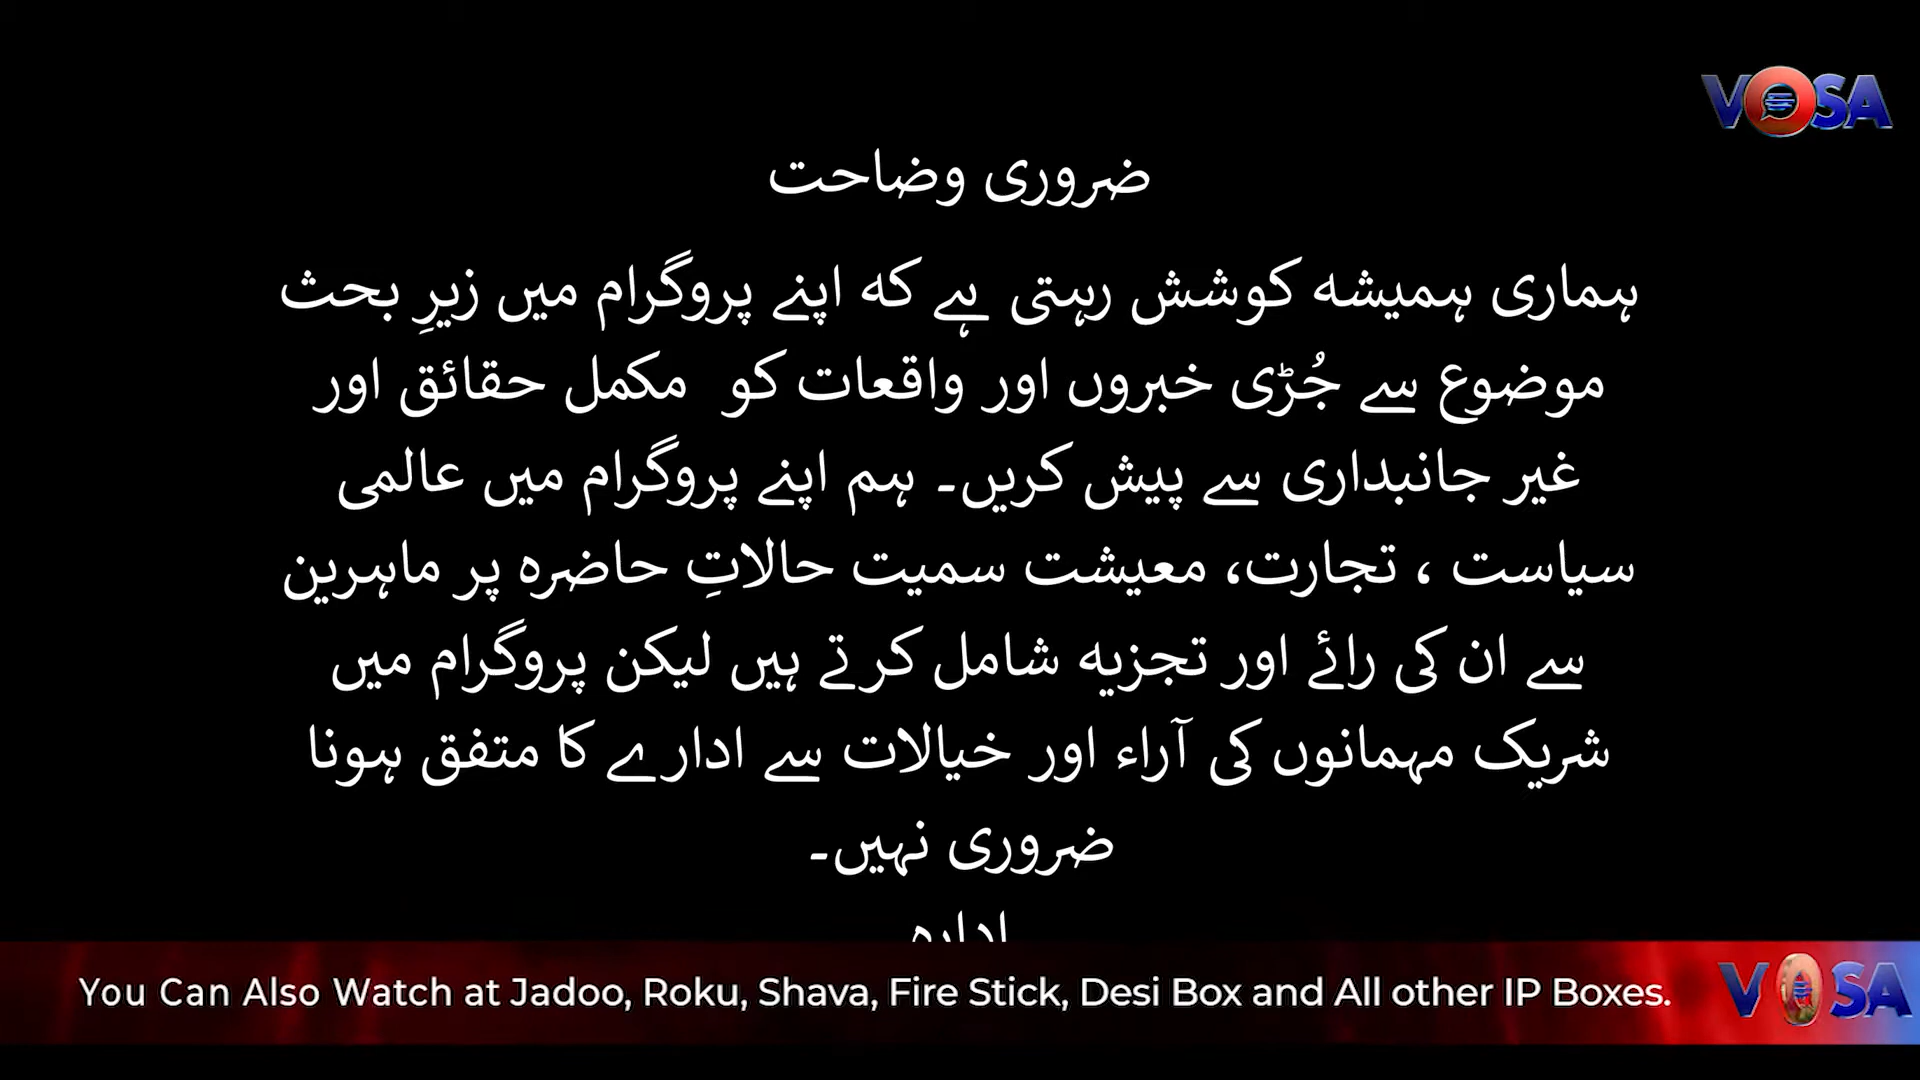 VOSA
ضروری وضاحت
ہماری ہمیشہ کوشش رہتی ہے کہ اپنے پروگرام میں زیرِ بحث
موضوع سے جُڑی خبروں اور واقعات کو مکمل حقائق اور
غیر جانبداری سے پیش کریں۔ ہم اپنے پروگرام میں عالمی
سیاست ، تجارت، معیشت سمیت حالاتِ حاضرہ پر ماہرین
سے ان کی رائے اور تجزیہ شامل کرتے ہیں لیکن پروگرام میں
شریک مہمانوں کی آراء اور خیالات سے ادارے کا متفق ہونا
ضروری نہیں۔
ادارہ
You Can Also Watch at Jadoo, Roku, Shava, Fire Stick, Desi Box and All other IP Boxes.
VOSA